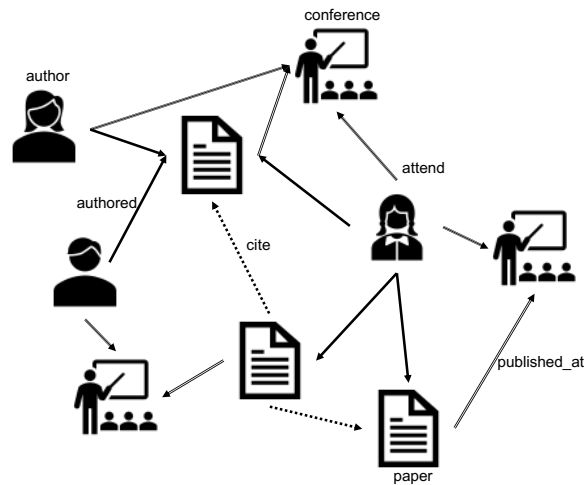 conference
author
attend
authored
cite
published_at
paper